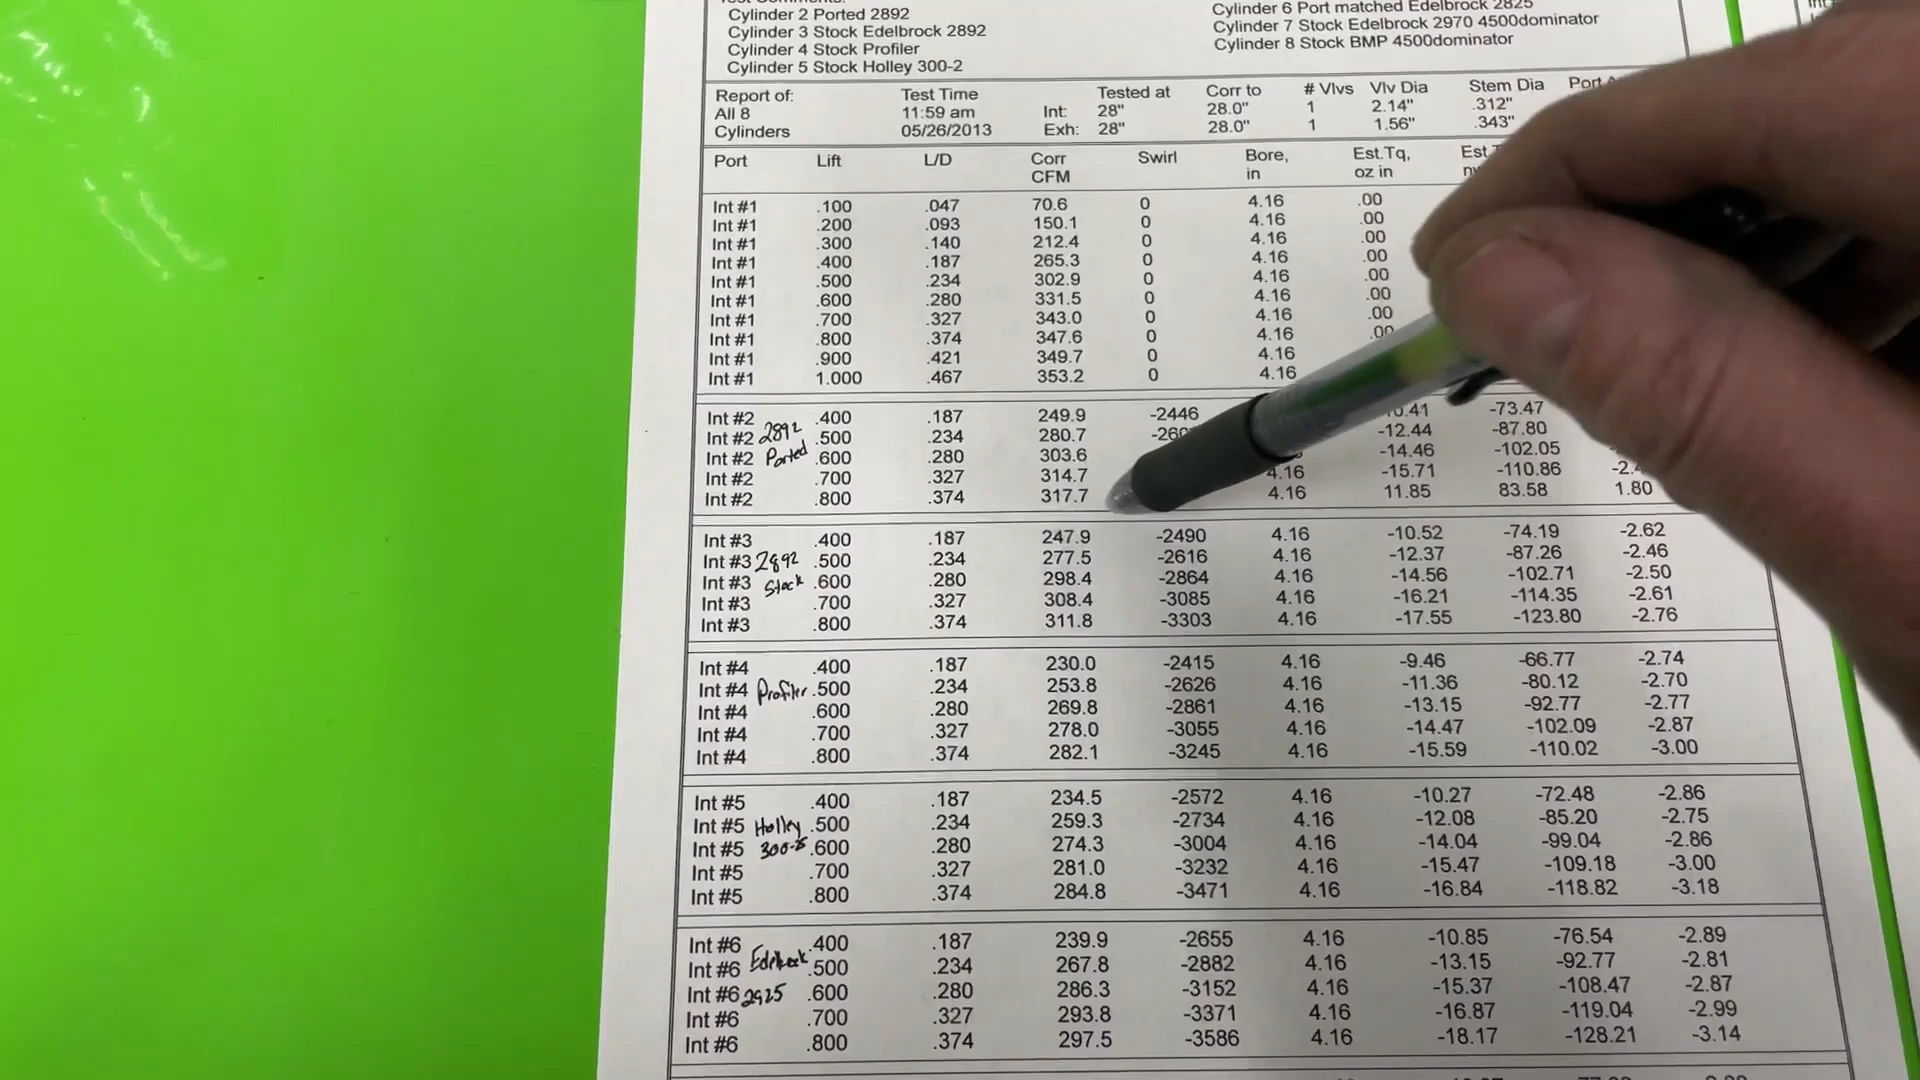 Cylinder 2 Ported 2892
Cylinder 3 Stock Edelbrock 2892
Cylinder 4 Stock Profiler
Cylinder 5 Stock Holley 300-2
Cylinder 6 Port matched Edelbrock 2825
Cylinder 7 Stock Edelbrock 2970 4500dominator
Cylinder 8 Stock BMP 4500dominator
Report of: Test Time Tested at Corr to # Vlvs Vlv Dia Stem Dia Port
All 8 11:59 am Int: 28" 28.0" 1 2.14" .312"
Cylinders 05/26/2013 Exh: 28" 28.0" 1 1.56" .343"
Port Lift L/D Corr CFM Swirl Bore, in Est.Tq, oz in Est.
Int #1 .100 .047 70.6 0 4.16 .00
Int #1 .200 .093 150.1 0 4.16 .00
Int #1 .300 .140 212.4 0 4.16 .00
Int #1 .400 .187 265.3 0 4.16 .00
Int #1 .500 .234 302.9 0 4.16 .00
Int #1 .600 .280 331.5 0 4.16 .00
Int #1 .700 .327 343.0 0 4.16 .00
Int #1 .800 .374 347.6 0 4.16 .00
Int #1 .900 .421 349.7 0 4.16
Int #1 1.000 .467 353.2 0 4.16
Int #2 .400 .187 249.9 -2446 -73.47
Int #2 2892 .500 .234 280.7 -12.44 -87.80
Int #2 Ported .600 .280 303.6 -14.46 -102.05
Int #2 .700 .327 314.7 4.16 -15.71 -110.86
Int #2 .800 .374 317.7 4.16 11.85 83.58 1.80
Int #3 .400 .187 247.9 -2490 4.16 -10.52 -74.19 -2.62
Int #3 2892 .500 .234 277.5 -2616 4.16 -12.37 -87.26 -2.46
Int #3 Stock .600 .280 298.4 -2864 4.16 -14.56 -102.71 -2.50
Int #3 .700 .327 308.4 -3085 4.16 -16.21 -114.35 -2.61
Int #3 .800 .374 311.8 -3303 4.16 -17.55 -123.80 -2.76
Int #4 .400 .187 230.0 -2415 4.16 -9.46 -66.77 -2.74
Int #4 Profiler .500 .234 253.8 -2626 4.16 -11.36 -80.12 -2.70
Int #4 .600 .280 269.8 -2861 4.16 -13.15 -92.77 -2.77
Int #4 .700 .327 278.0 -3055 4.16 -14.47 -102.09 -2.87
Int #4 .800 .374 282.1 -3245 4.16 -15.59 -110.02 -3.00
Int #5 .400 .187 234.5 -2572 4.16 -10.27 -72.48 -2.86
Int #5 Holley .500 .234 259.3 -2734 4.16 -12.08 -85.20 -2.75
Int #5 .600 .280 274.3 -3004 4.16 -14.04 -99.04 -2.86
Int #5 .700 .327 281.0 -3232 4.16 -15.47 -109.18 -3.00
Int #5 .800 .374 284.8 -3471 4.16 -16.84 -118.82 -3.18
Int #6 .400 .187 239.9 -2655 4.16 -10.85 -76.54 -2.89
Int #6 .500 .234 267.8 -2882 4.16 -13.15 -92.77 -2.81
Int #6 2925 .600 .280 286.3 -3152 4.16 -15.37 -108.47 -2.87
Int #6 .700 .327 293.8 -3371 4.16 -16.87 -119.04 -2.99
Int #6 .800 .374 297.5 -3586 4.16 -18.17 -128.21 -3.14